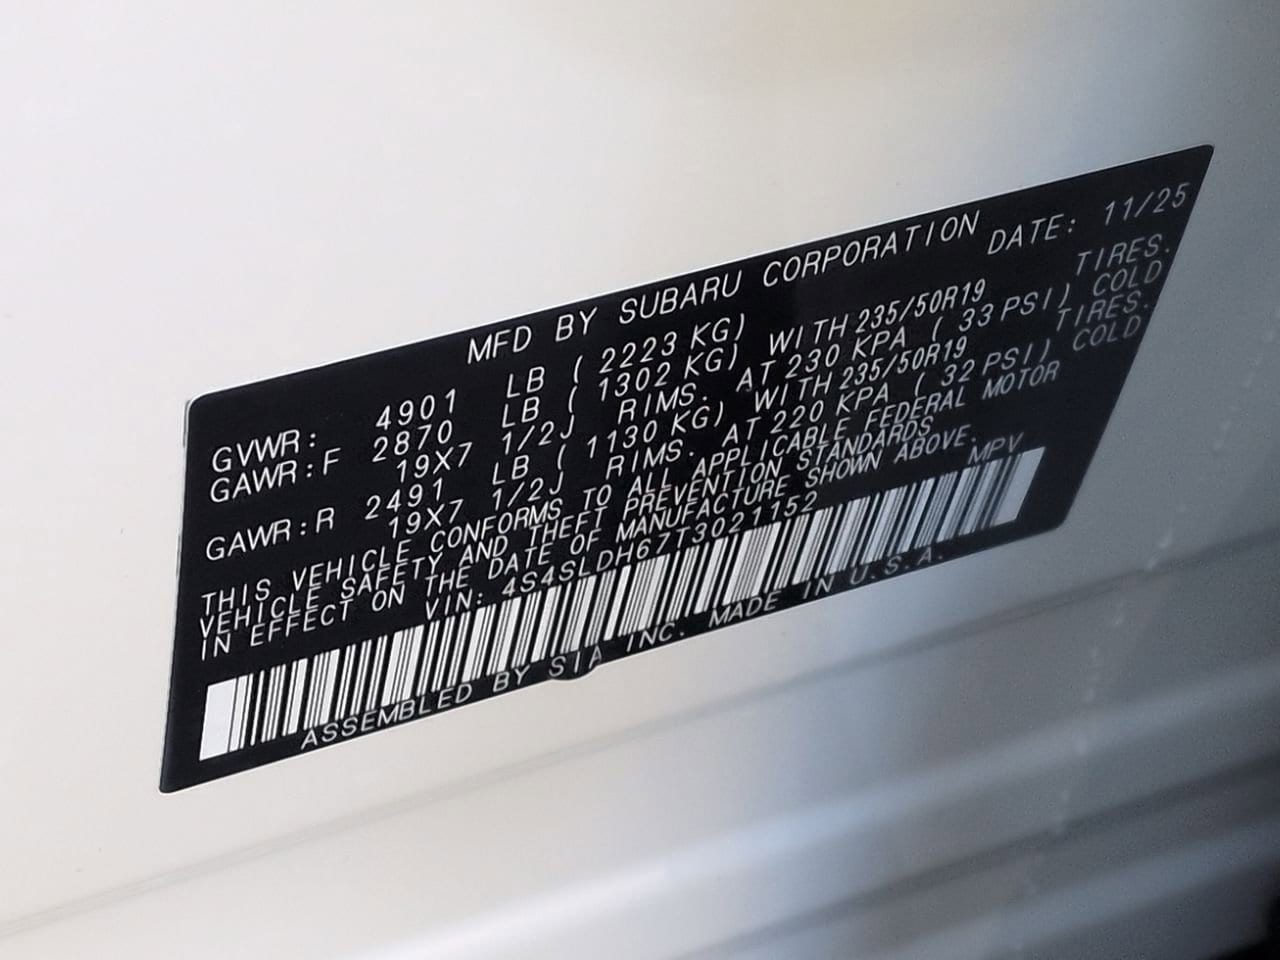 MFD BY SUBARU CORPORATION DATE: 11/25
GVWR: 4901 LB ( 2223 KG)
GAWR:F 2870 LB ( 1302 KG) WITH 235/50R19 TIRES.
19X7 1/2J RIMS. AT 230 KPA ( 33 PSI) COLD
GAWR:R 2491 LB ( 1130 KG) WITH 235/50R19 TIRES.
19X7 1/2J RIMS. AT 220 KPA ( 32 PSI) COLD
THIS VEHICLE CONFORMS TO ALL APPLICABLE FEDERAL MOTOR
VEHICLE SAFETY AND THEFT PREVENTION STANDARDS
IN EFFECT ON THE DATE OF MANUFACTURE SHOWN ABOVE.
VIN: 4S4SLDH67T3021152 MPV
ASSEMBLED BY SIA INC. MADE IN U.S.A.